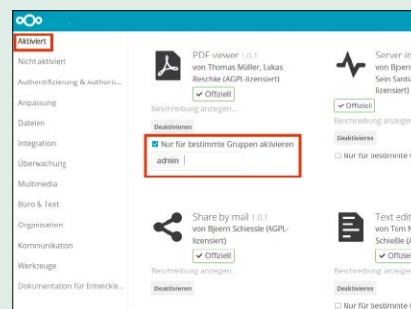 Aktiviert
Nicht aktiviert
Authentifizierung & Authoris...
Anpassung
Dateien
Integration
Überwachung
Multimedia
Büro & Text
Organisation
Kommunikation
Werkzeuge
Dokumentation für Entwickle...
PDF viewer 1.0.1
von Thomas Müller, Lukas
Reschke (AGPL-lizensiert)
✓ Offiziell
Beschreibung anzeigen...
Deaktivieren
Nur für bestimmte Gruppen aktivieren
admin
Server in
von Bjoern
Sein Santia
lizensiert)
✓ Offiziell
Beschreibung anzeigen
Deaktivieren
Nur für bestimmte G
Share by mail 1.0.1
von Bjoern Schiessle (AGPL-
lizensiert)
✓ Offiziell
Beschreibung anzeigen...
Deaktivieren
Text edit
von Tom N
Schießle (A
✓ Offiziel
Beschreibung anzeigen
Deaktivieren
Nur für bestimmte G